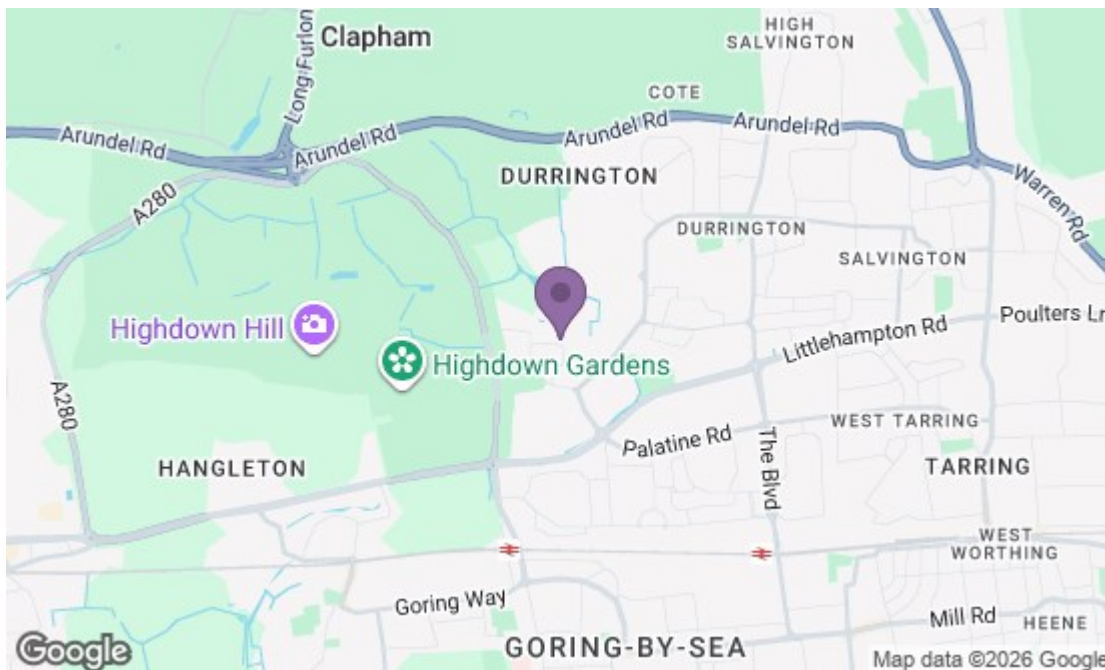 HIGH
SALVINGTON
Clapham
Long Furlon
COTE
Arundel Rd
Arundel Rd
Arundel Rd
Arundel Rd
DURRINGTON
Warren Rd
A280
DURRINGTON
SALVINGTON
Highdown Hill
Poulters Ln
Littlehampton Rd
Highdown Gardens
A280
WEST TARRING
Palatine Rd
The Blvd
HANGLETON
TARRING
WEST
WORTHING
Goring Way
Mill Rd
HEENE
GORING-BY-SEA
Google
Map data ©2026 Google